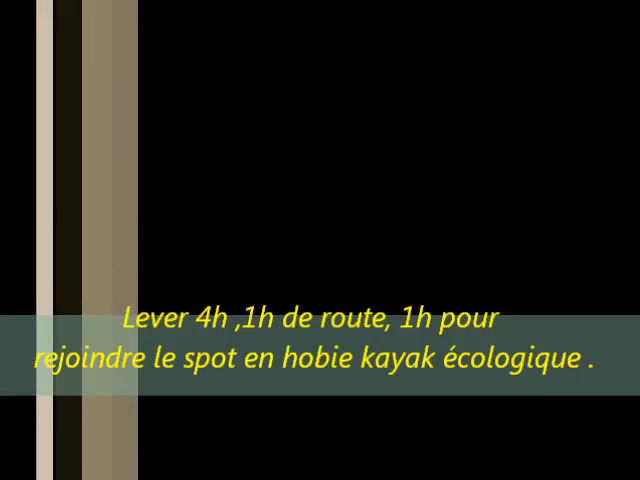 Lever 4h ,1h de route, 1h pour
rejoindre le spot en hobie kayak écologique .